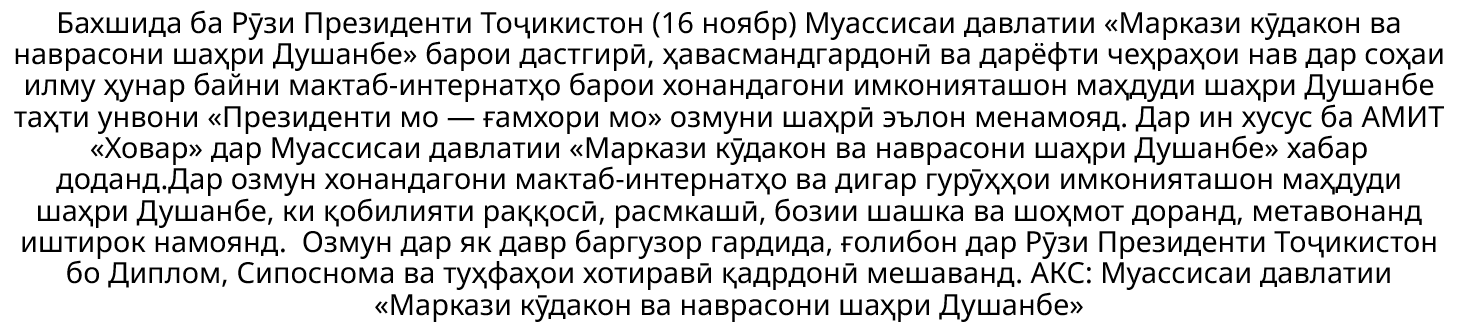 Бахшида ба Рӯзи Президенти Тоҷикистон (16 ноябр) Муассисаи давлатии «Маркази кӯдакон ва
наврасони шаҳри Душанбе» барои дастгирӣ, ҳавасмандгардонӣ ва дарёфти чеҳраҳои нав дар соҳаи
илму ҳунар байни мактаб-интернатҳо барои хонандагони имконияташон маҳдуди шаҳри Душанбе
таҳти унвони «Президенти мо — ғамхори мо» озмуни шаҳрӣ эълон менамояд. Дар ин хусус ба АМИТ
«Ховар» дар Муассисаи давлатии «Маркази кӯдакон ва наврасони шаҳри Душанбе» хабар
доданд.Дар озмун хонандагони мактаб-интернатҳо ва дигар гурӯҳҳои имконияташон маҳдуди
шаҳри Душанбе, ки қобилияти раққосӣ, расмкашӣ, бозии шашка ва шоҳмот доранд, метавонанд
иштирок намоянд.  Озмун дар як давр баргузор гардида, ғолибон дар Рӯзи Президенти Тоҷикистон
бо Диплом, Сипоснома ва туҳфаҳои хотиравӣ қадрдонӣ мешаванд. АКС: Муассисаи давлатии
«Маркази кӯдакон ва наврасони шаҳри Душанбе»